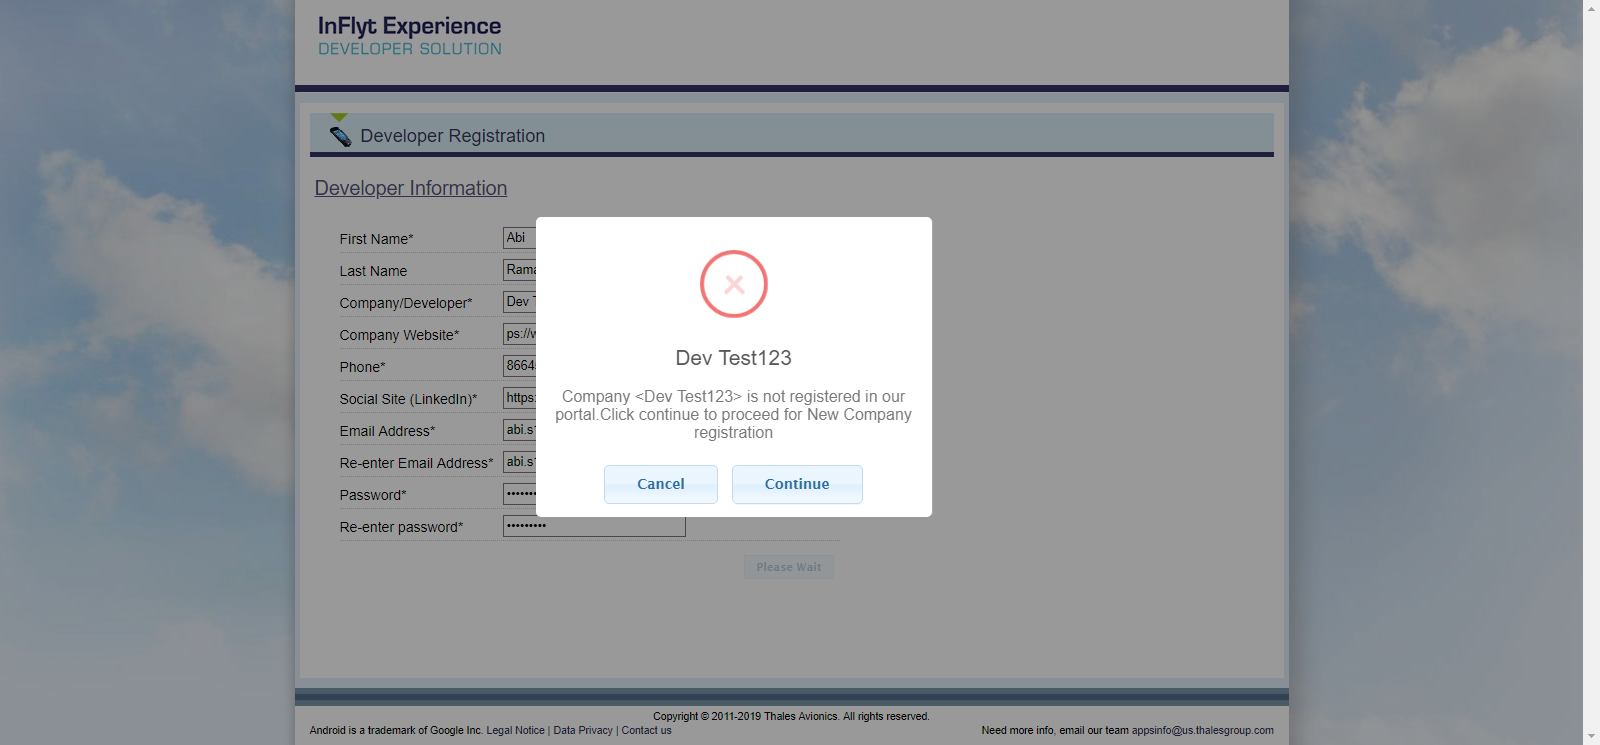 InFlyt Experience
DEVELOPER SOLUTION
Developer Registration
Developer Information
First Name* Abi
Last Name Rama
Company/Developer* Dev
Company Website* ps://w
Phone* 8664
Social Site (LinkedIn)* https:
Email Address* abi.s
Re-enter Email Address* abi.s
Password* ••••••
Re-enter password* •••••••••
Dev Test123
Company <Dev Test123> is not registered in our
portal.Click continue to proceed for New Company
registration
Cancel Continue
Please Wait
Copyright © 2011-2019 Thales Avionics. All rights reserved.
Android is a trademark of Google Inc. Legal Notice | Data Privacy | Contact us
Need more info, email our team appsinfo@us.thalesgroup.com